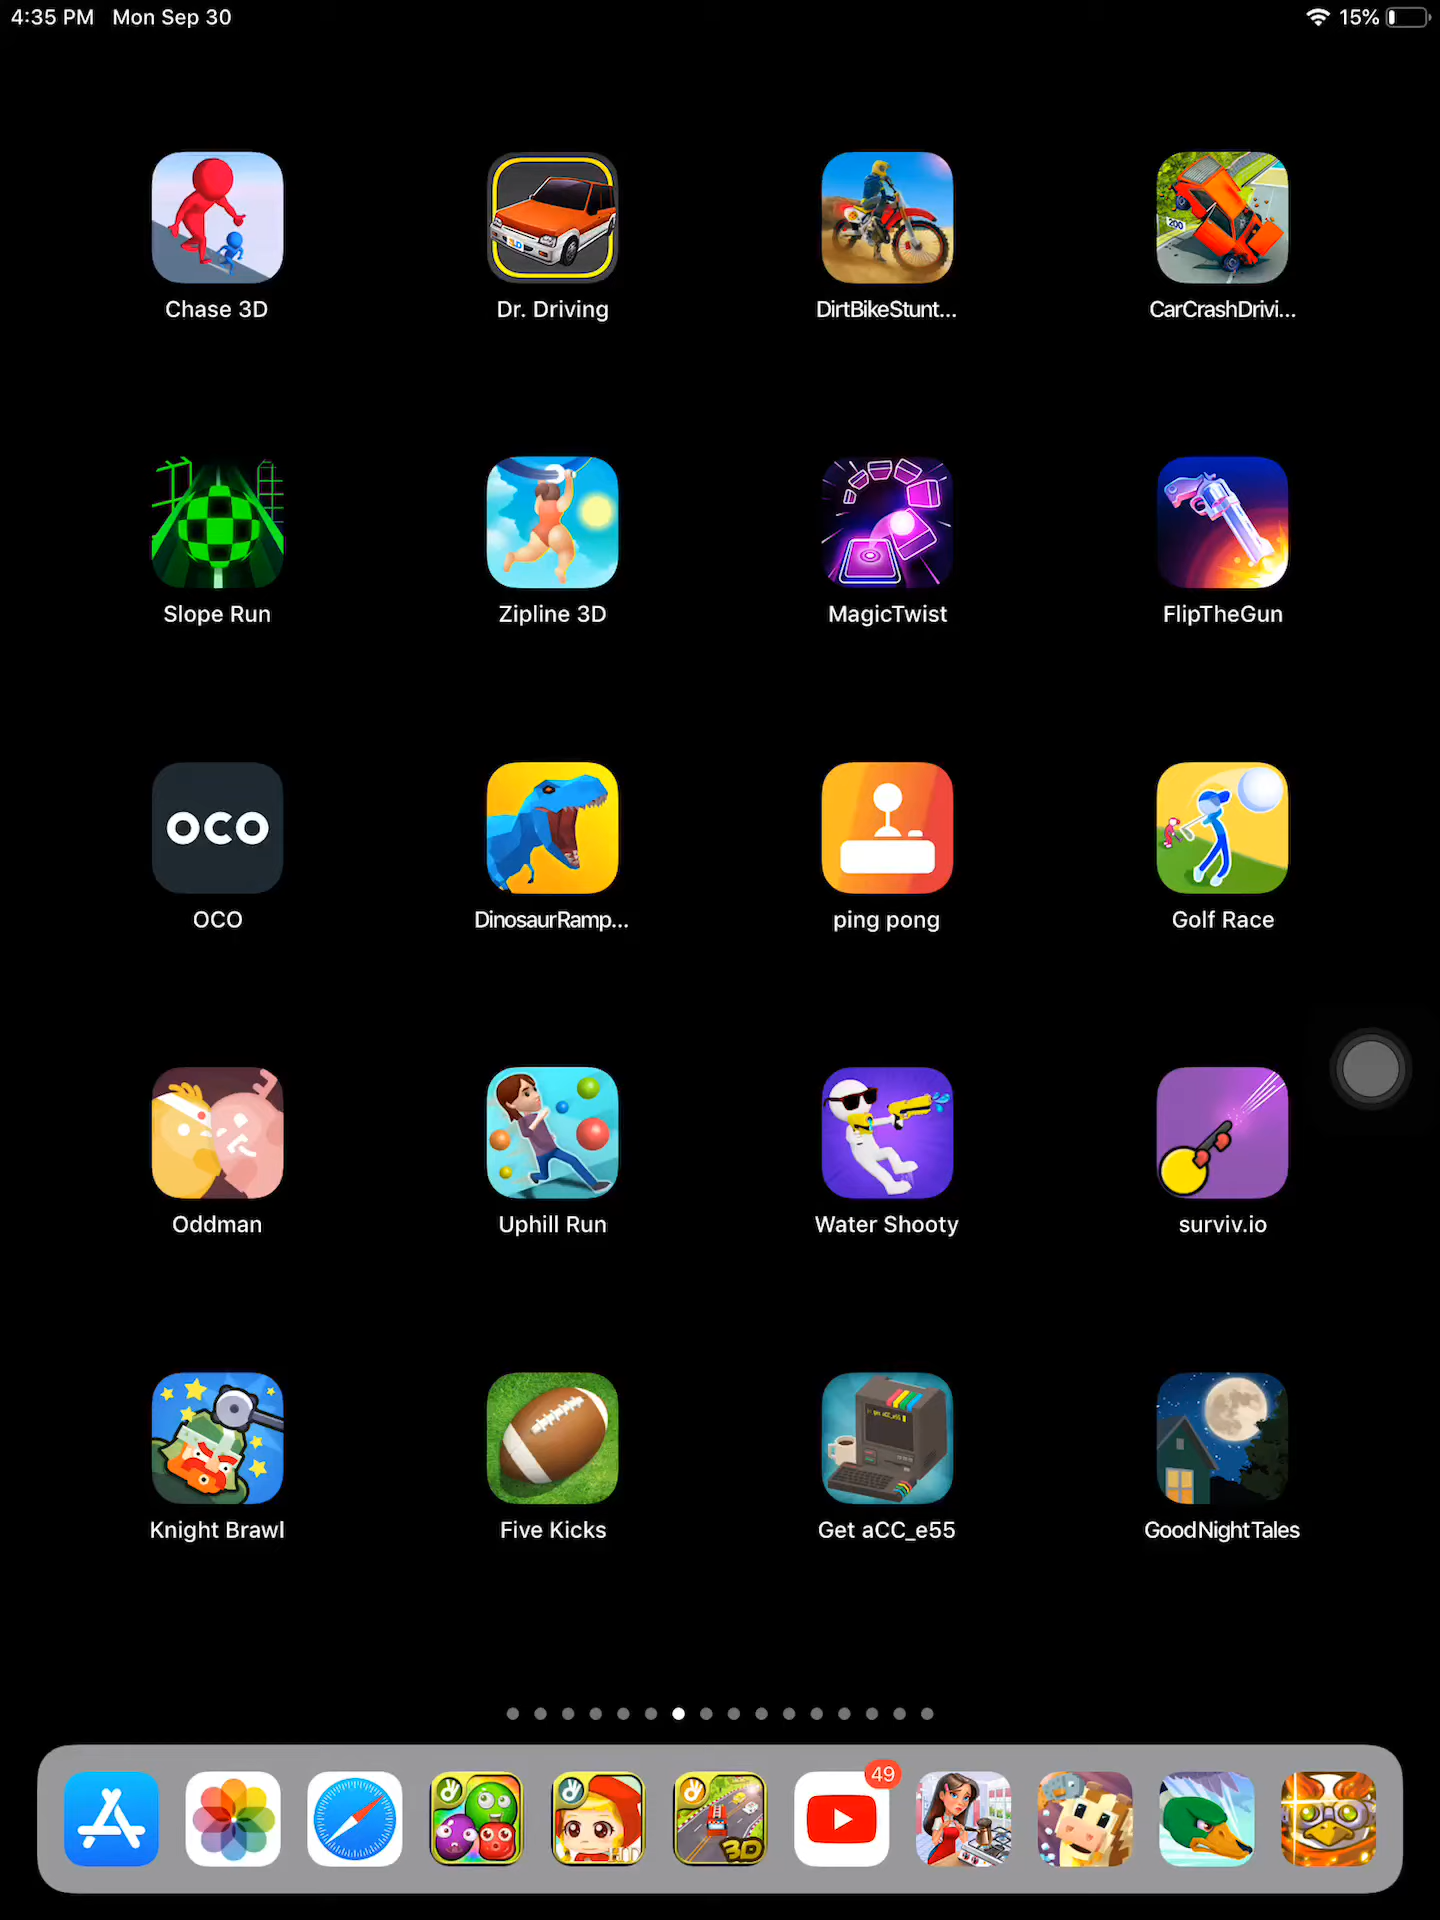 4:35 PM Mon Sep 30
15%
Chase 3D
Dr. Driving
DirtBikeStunt...
CarCrashDrivi...
200
Slope Run
Zipline 3D
MagicTwist
FlipTheGun
oco
OCO
DinosaurRamp...
ping pong
Golf Race
Oddman
Uphill Run
Water Shooty
surviv.io
Knight Brawl
Five Kicks
Get aCC_e55
GoodNightTales
49
3D